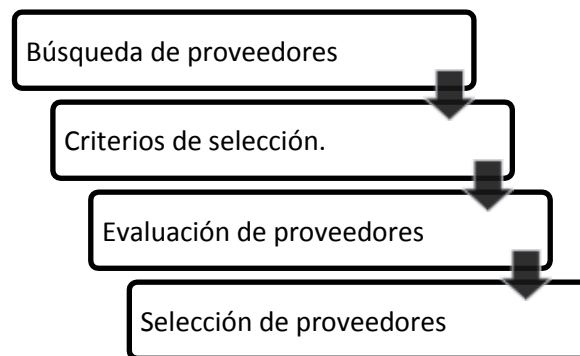 Búsqueda de proveedores
Criterios de selección.
Evaluación de proveedores
Selección de proveedores